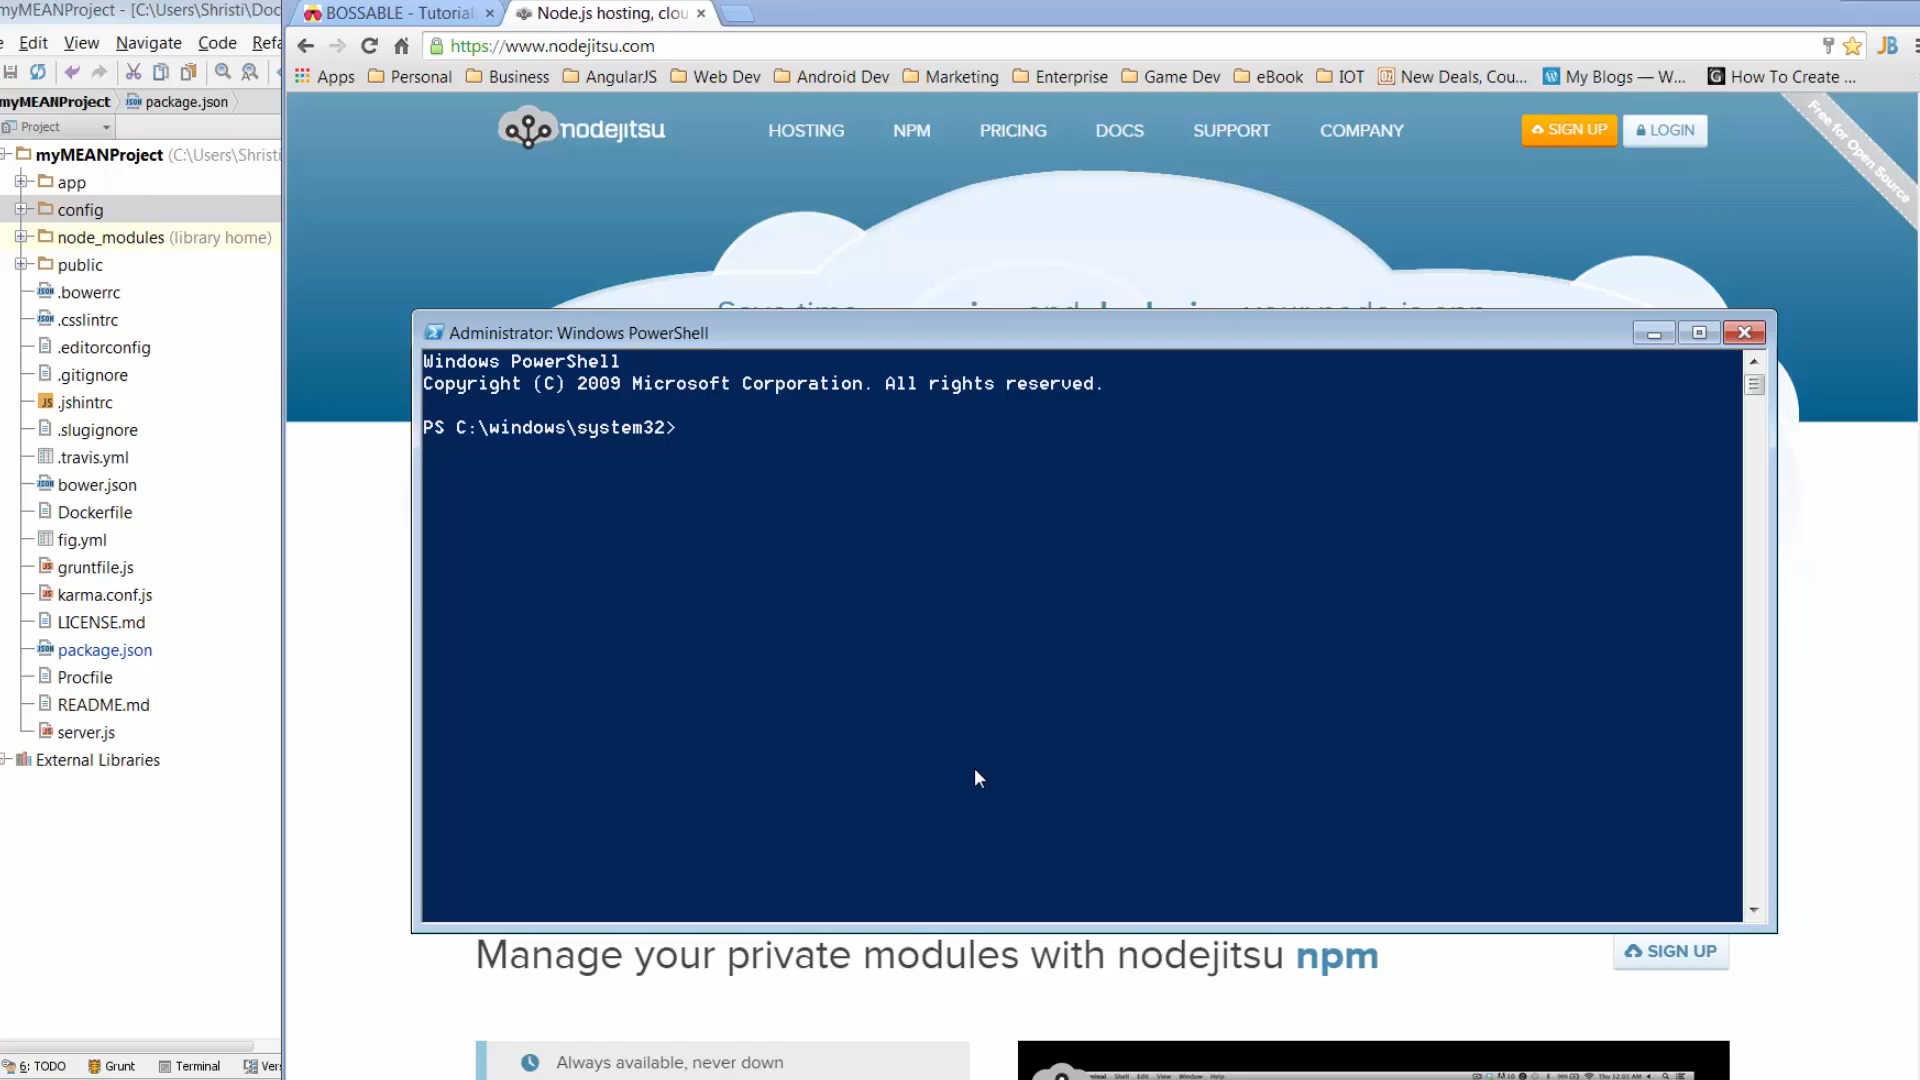 myMEANProject - [C:\Users\Shristi\Doc
Edit View Navigate Code Refa
myMEANProject package.json
Project
myMEANProject (C:\Users\Shristi
app
config
node_modules (library home)
public
.bowerrc
.csslintrc
.editorconfig
.gitignore
.jshintrc
.slugignore
.travis.yml
bower.json
Dockerfile
fig.yml
gruntfile.js
karma.conf.js
LICENSE.md
package.json
Procfile
README.md
server.js
External Libraries
6: TODO Grunt Terminal Ver
BOSSABLE - Tutorial
Node.js hosting, clou
https://www.nodejitsu.com
Apps Personal Business AngularJS Web Dev Android Dev Marketing Enterprise Game Dev eBook IOT New Deals, Cou... My Blogs — W... How To Create ...
nodejitsu HOSTING NPM PRICING DOCS SUPPORT COMPANY SIGN UP LOGIN
Free for Open Source
Administrator: Windows PowerShell
Windows PowerShell
Copyright (C) 2009 Microsoft Corporation. All rights reserved.
PS C:\windows\system32>
Manage your private modules with nodejitsu npm
SIGN UP
Always available, never down